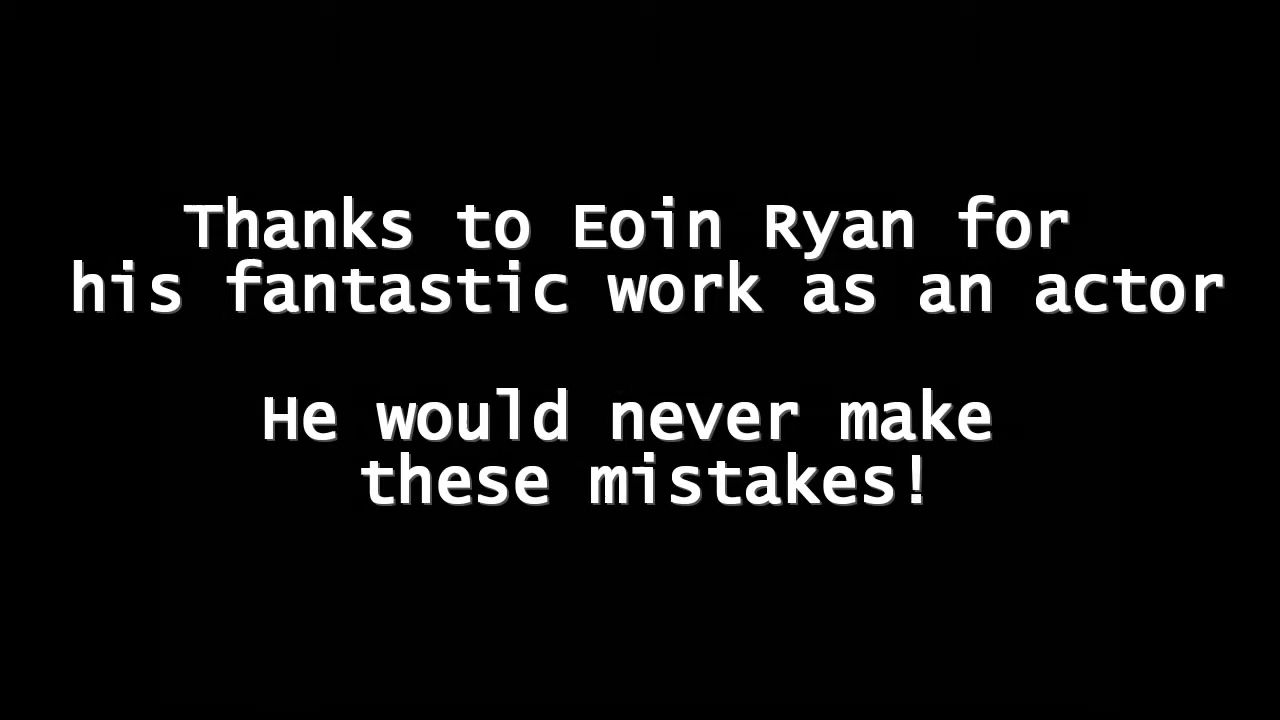 Thanks to Eoin Ryan for
his fantastic work as an actor
He would never make
these mistakes!